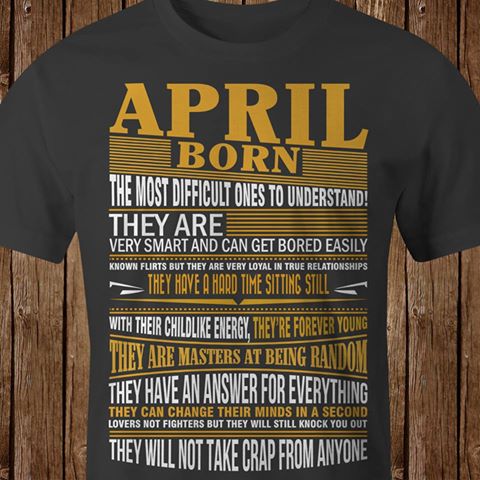 APRIL
BORN
THE MOST DIFFICULT ONES TO UNDERSTAND!
THEY ARE
VERY SMART AND CAN GET BORED EASILY
KNOWN FLIRTS BUT THEY ARE VERY LOYAL IN TRUE RELATIONSHIPS
THEY HAVE A HARD TIME SITTING STILL
WITH THEIR CHILDLIKE ENERGY, THEY'RE FOREVER YOUNG
THEY ARE MASTERS AT BEING RANDOM
THEY HAVE AN ANSWER FOR EVERYTHING
THEY CAN CHANGE THEIR MINDS IN A SECOND
LOVERS NOT FIGHTERS BUT THEY WILL STILL KNOCK YOU OUT
THEY WILL NOT TAKE CRAP FROM ANYONE